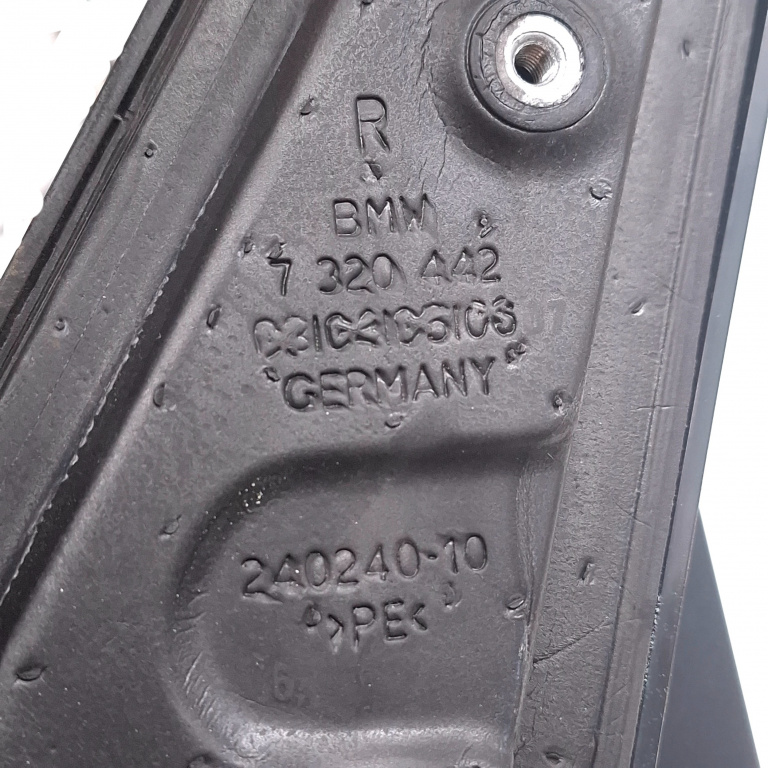 R
BMW
7 320 442
GERMANY
240240-10
>PE<